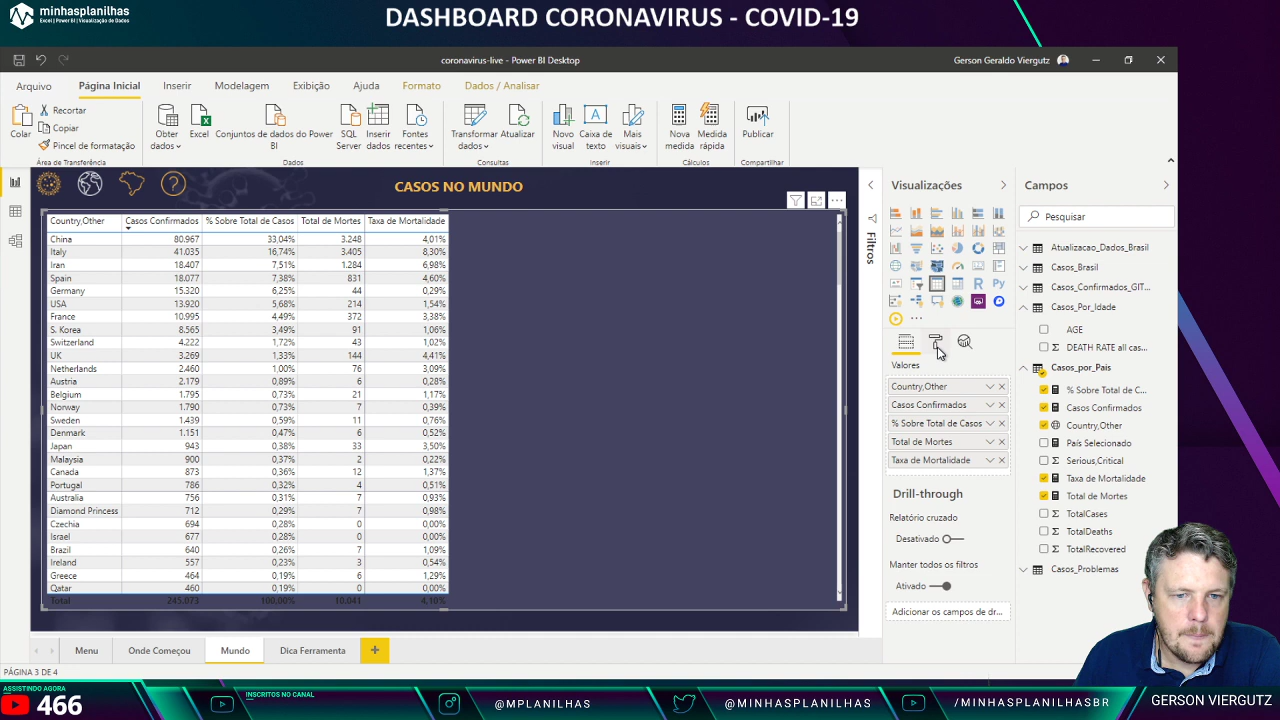 minhasplanilhas
Excel | Power BI | Visualização de Dados
DASHBOARD CORONAVIRUS - COVID-19
coronavirus-live - Power BI Desktop
Gerson Geraldo Viergutz
Arquivo Página Inicial Inserir Modelagem Exibição Ajuda Formato Dados / Analisar
Colar
Recortar
Copiar
Pincel de formatação
Área de Transferência
Obter dados
Excel
Conjuntos de dados do Power BI
SQL Server
Inserir dados
Fontes recentes
Dados
Transformar dados
Atualizar
Consultas
Novo visual
Caixa de texto
Mais visuais
Inserir
Nova medida
Medida rápida
Cálculos
Publicar
Compartilhar
CASOS NO MUNDO
Country,Other Casos Confirmados % Sobre Total de Casos Total de Mortes Taxa de Mortalidade
China 80.967 33,04% 3.248 4,01%
Italy 41.035 16,74% 3.405 8,30%
Iran 18.407 7,51% 1.284 6,98%
Spain 18.077 7,38% 831 4,60%
Germany 15.320 6,25% 44 0,29%
USA 13.920 5,68% 214 1,54%
France 10.995 4,49% 372 3,38%
S. Korea 8.565 3,49% 91 1,06%
Switzerland 4.222 1,72% 43 1,02%
UK 3.269 1,33% 144 4,41%
Netherlands 2.460 1,00% 76 3,09%
Austria 2.179 0,89% 6 0,28%
Belgium 1.795 0,73% 21 1,17%
Norway 1.790 0,73% 7 0,39%
Sweden 1.439 0,59% 11 0,76%
Denmark 1.151 0,47% 6 0,52%
Japan 943 0,38% 33 3,50%
Malaysia 900 0,37% 2 0,22%
Canada 873 0,36% 12 1,37%
Portugal 786 0,32% 4 0,51%
Australia 756 0,31% 7 0,93%
Diamond Princess 712 0,29% 7 0,98%
Czechia 694 0,28% 0 0,00%
Israel 677 0,28% 0 0,00%
Brazil 640 0,26% 7 1,09%
Ireland 557 0,23% 3 0,54%
Greece 464 0,19% 6 1,29%
Qatar 460 0,19% 0 0,00%
Total 245.073 100,00% 10.041 4,10%
Filtros
Visualizações
R Py
Valores
Country,Other
Casos Confirmados
% Sobre Total de Casos
Total de Mortes
Taxa de Mortalidade
Drill-through
Relatório cruzado
Desativado
Manter todos os filtros
Ativado
Adicionar os campos de dr...
Campos
Pesquisar
Atualizacao_Dados_Brasil
Casos_Brasil
Casos_Confirmados_GIT...
Casos_Por_Idade
AGE
DEATH RATE all cas...
Casos_por_Pais
% Sobre Total de C...
Casos Confirmados
Country,Other
País Selecionado
Serious,Critical
Taxa de Mortalidade
Total de Mortes
TotalCases
TotalDeaths
TotalRecovered
Casos_Problemas
Menu Onde Começou Mundo Dica Ferramenta +
PÁGINA 3 DE 4
ASSISTINDO AGORA
466
INSCRITOS NO CANAL
@MPLANILHAS
@MINHASPLANILHAS
/MINHASPLANILHASBR
GERSON VIERGUTZ